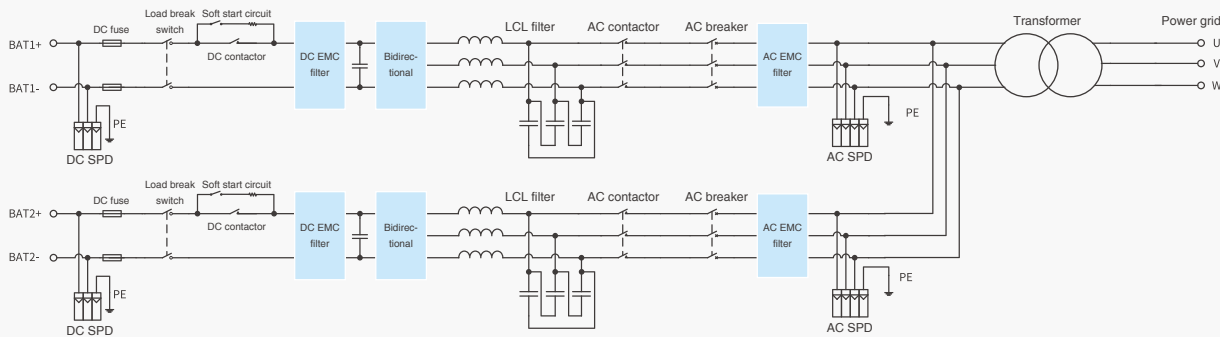 Transformer
Power grid
Load break
switch
Soft start circuit
DC fuse
DC contactor
LCL filter
AC contactor
AC breaker
BAT1+
BAT1-
DC EMC
filter
Bidirec-
tional
AC EMC
filter
U
V
W
PE
DC SPD
PE
AC SPD
Load break
switch
Soft start circuit
DC fuse
DC contactor
LCL filter
AC contactor
AC breaker
BAT2+
BAT2-
DC EMC
filter
Bidirec-
tional
AC EMC
filter
PE
DC SPD
PE
AC SPD